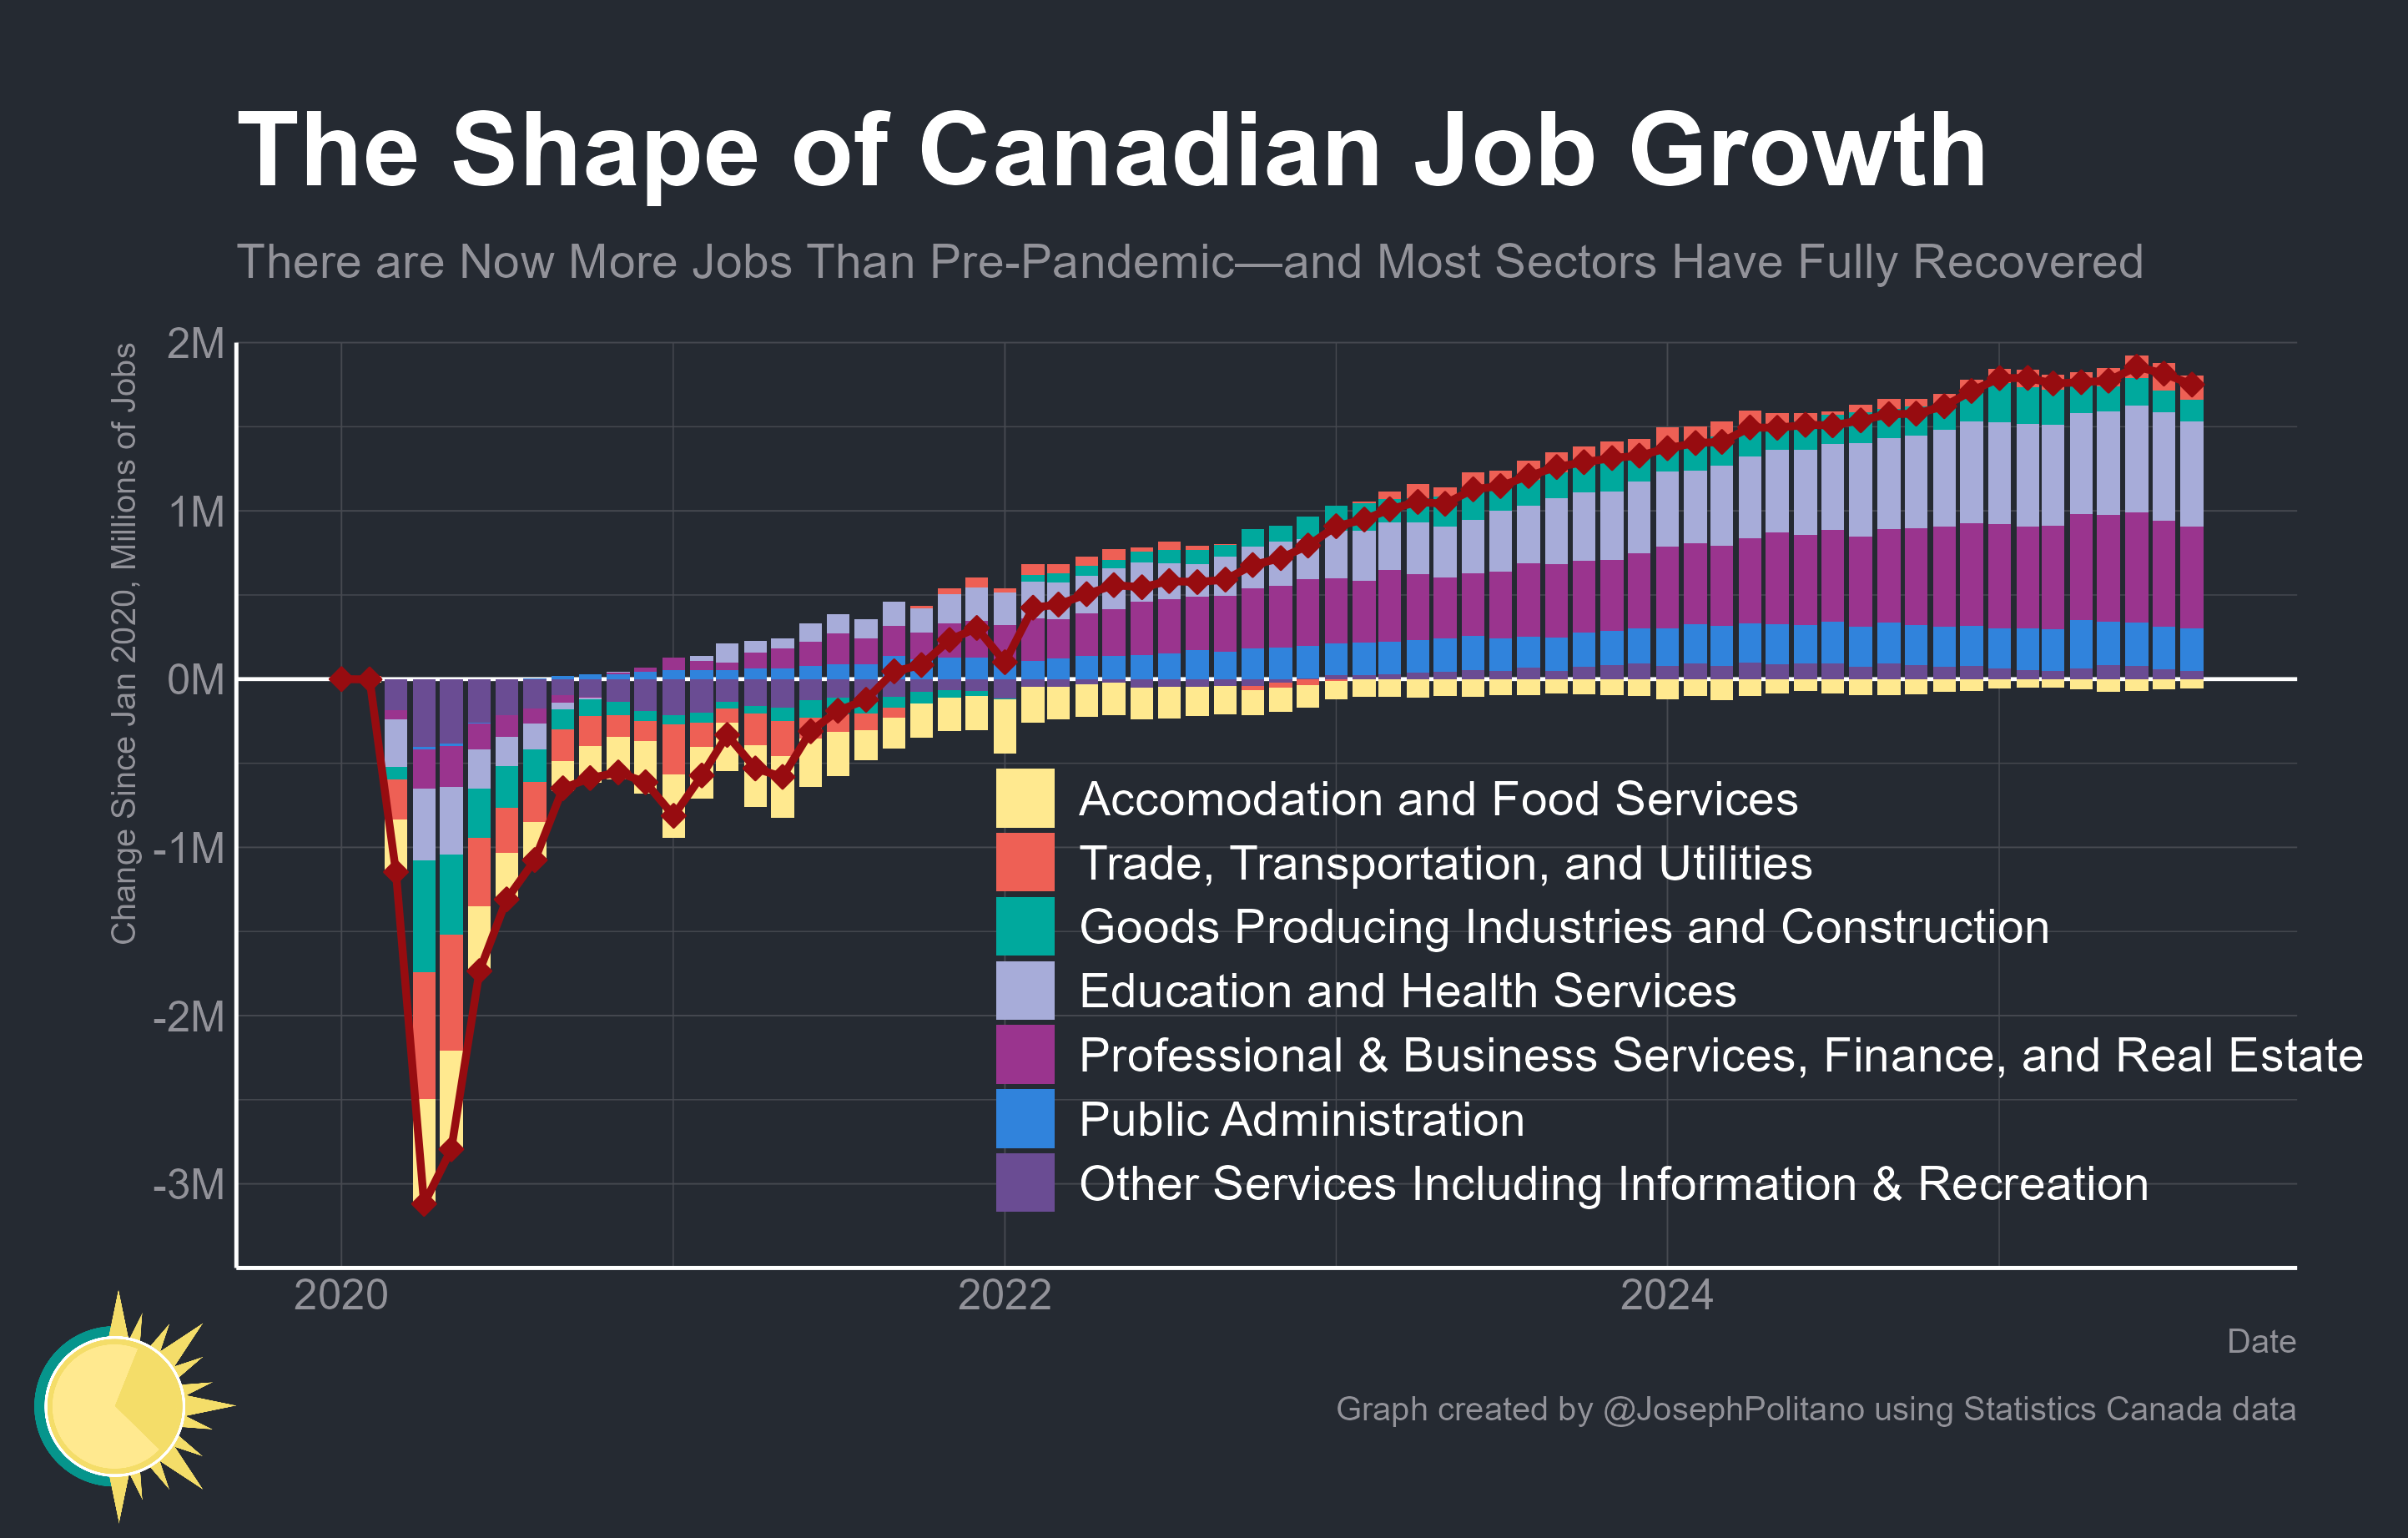 The Shape of Canadian Job Growth
There are Now More Jobs Than Pre-Pandemic—and Most Sectors Have Fully Recovered
Change Since Jan 2020, Millions of Jobs
2M
1M
0M
-1M
-2M
-3M
Accomodation and Food Services
Trade, Transportation, and Utilities
Goods Producing Industries and Construction
Education and Health Services
Professional & Business Services, Finance, and Real Estate
Public Administration
Other Services Including Information & Recreation
2020 2022 2024
Date
Graph created by @JosephPolitano using Statistics Canada data